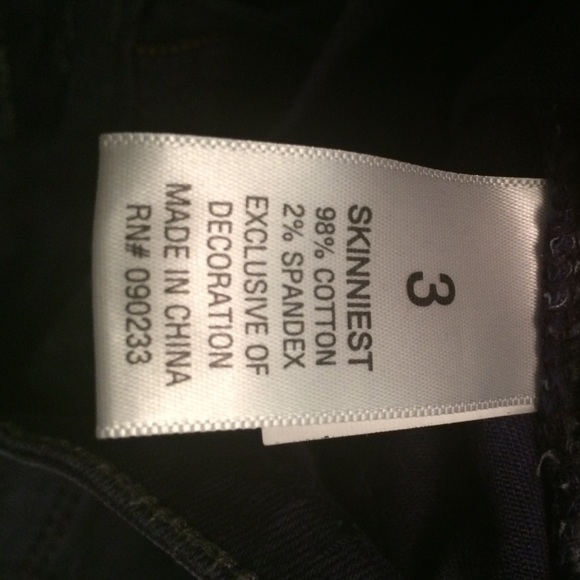 3
SKINNIEST
98% COTTON
2% SPANDEX
EXCLUSIVE OF
DECORATION
MADE IN CHINA
RN# 090233